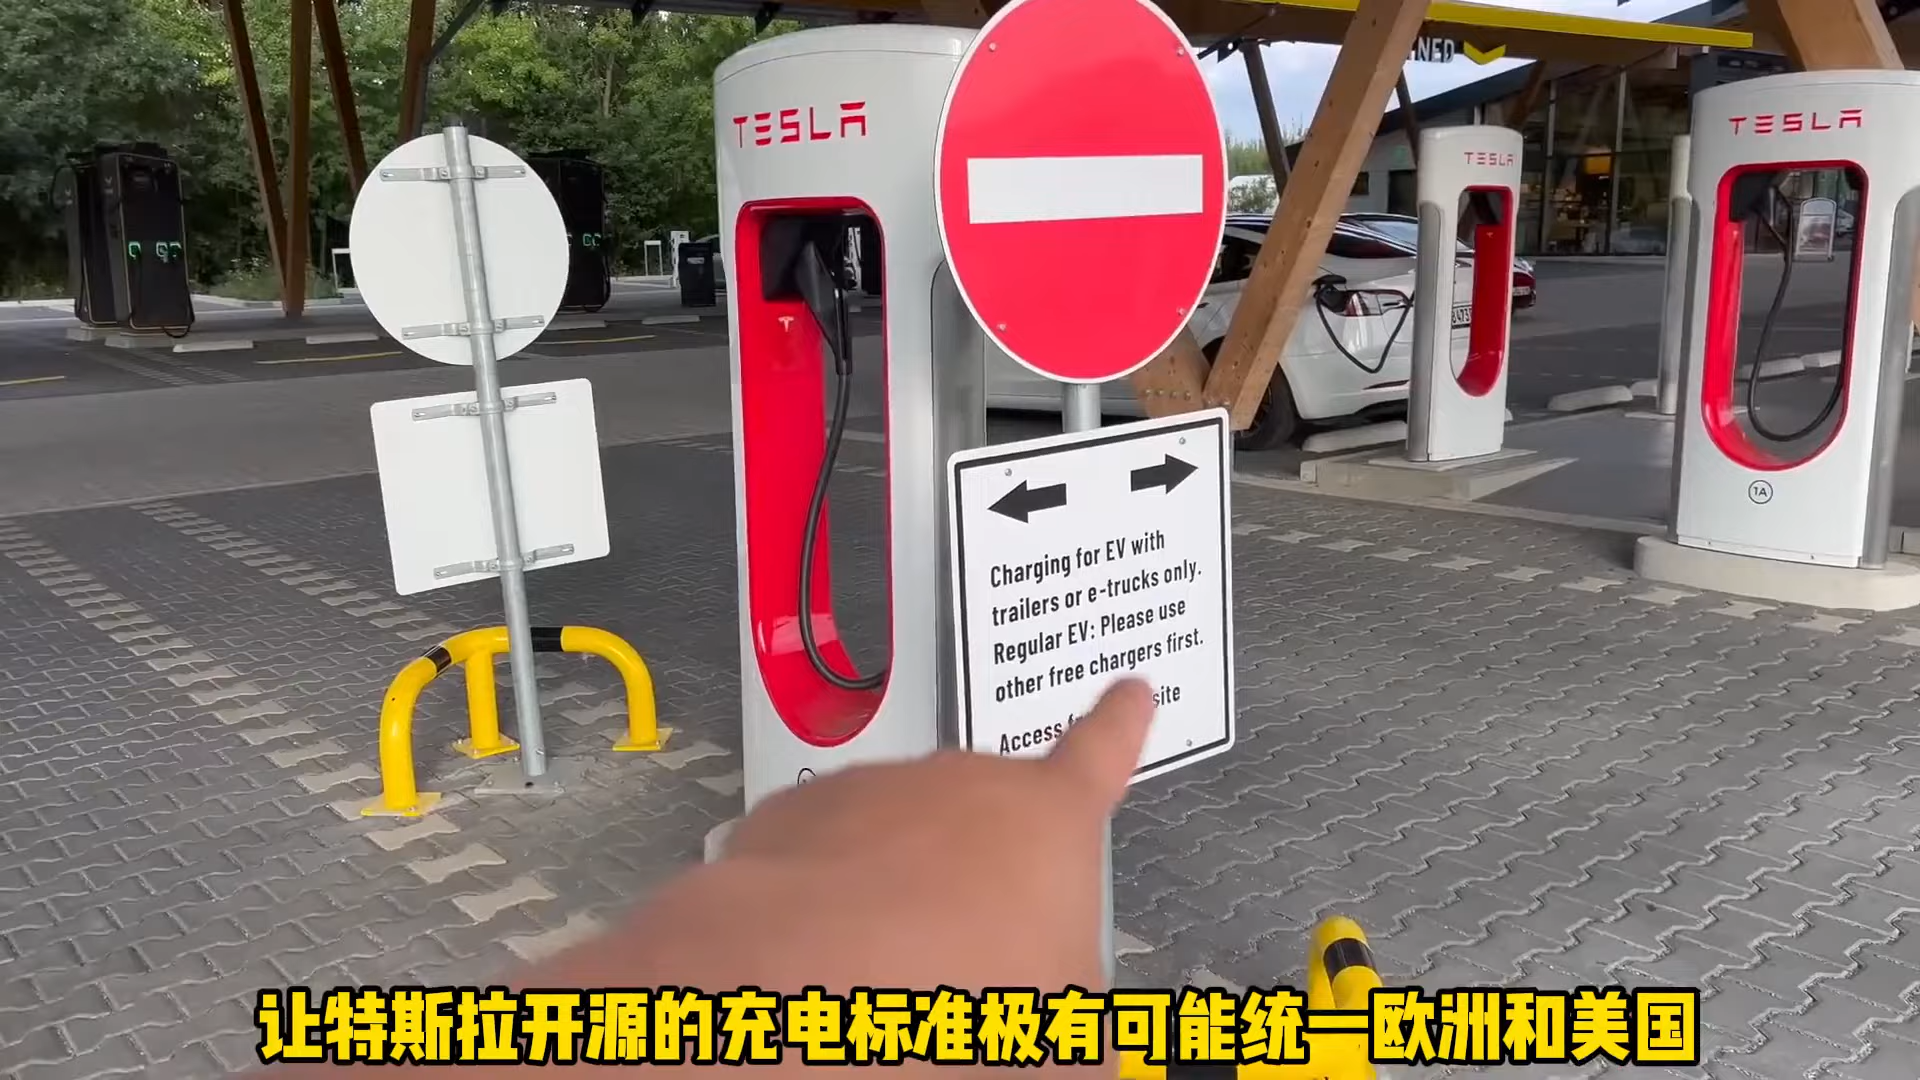 TESLA
NED
TESLA
TESLA
1A
Charging for EV with
trailers or e-trucks only.
Regular EV: Please use
other free chargers first.
Access
site
让特斯拉开源的充电标准极有可能统一欧洲和美国